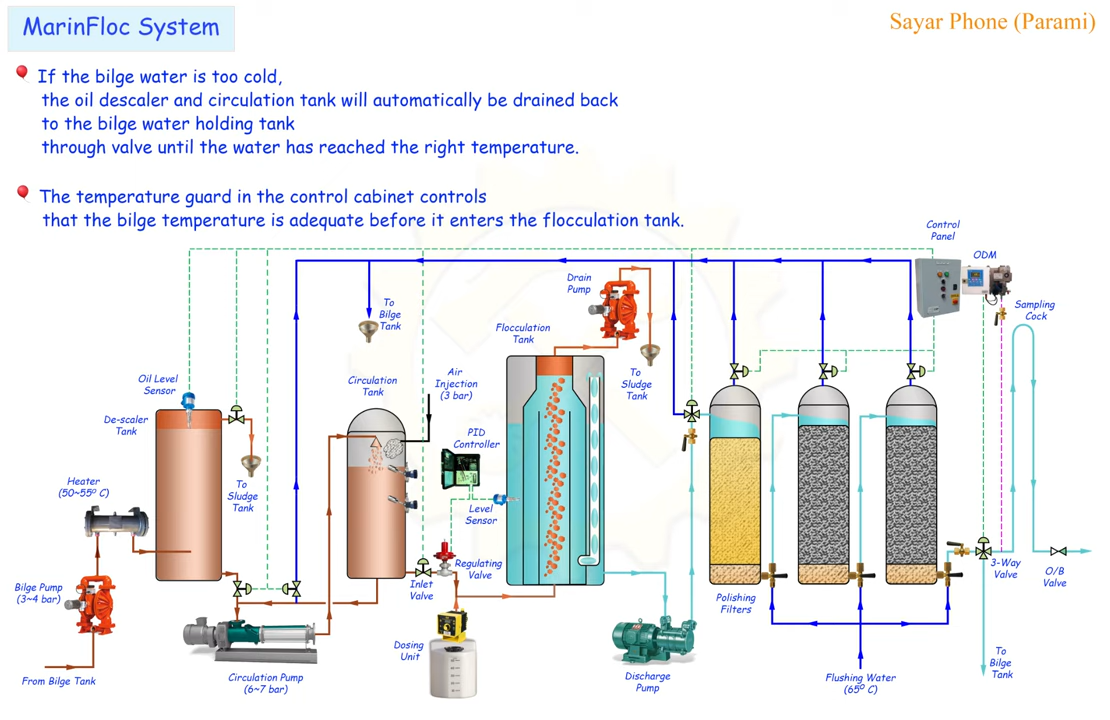 MarinFloc System
Sayar Phone (Parami)
If the bilge water is too cold,
the oil descaler and circulation tank will automatically be drained back
to the bilge water holding tank
through valve until the water has reached the right temperature.
The temperature guard in the control cabinet controls
that the bilge temperature is adequate before it enters the flocculation tank.
Control
Panel
ODM
Sampling
Cock
Drain
Pump
To
Bilge
Tank
Flocculation
Tank
To
Sludge
Tank
Oil Level
Sensor
Circulation
Tank
Air
Injection
(3 bar)
De-scaler
Tank
PID
Controller
Heater
(50~55⁰ C)
To
Sludge
Tank
Level
Sensor
Bilge Pump
(3~4 bar)
Inlet
Valve
Regulating
Valve
3-Way
Valve
O/B
Valve
Polishing
Filters
Dosing
Unit
From Bilge Tank
Circulation Pump
(6~7 bar)
Discharge
Pump
Flushing Water
(65⁰ C)
To
Bilge
Tank